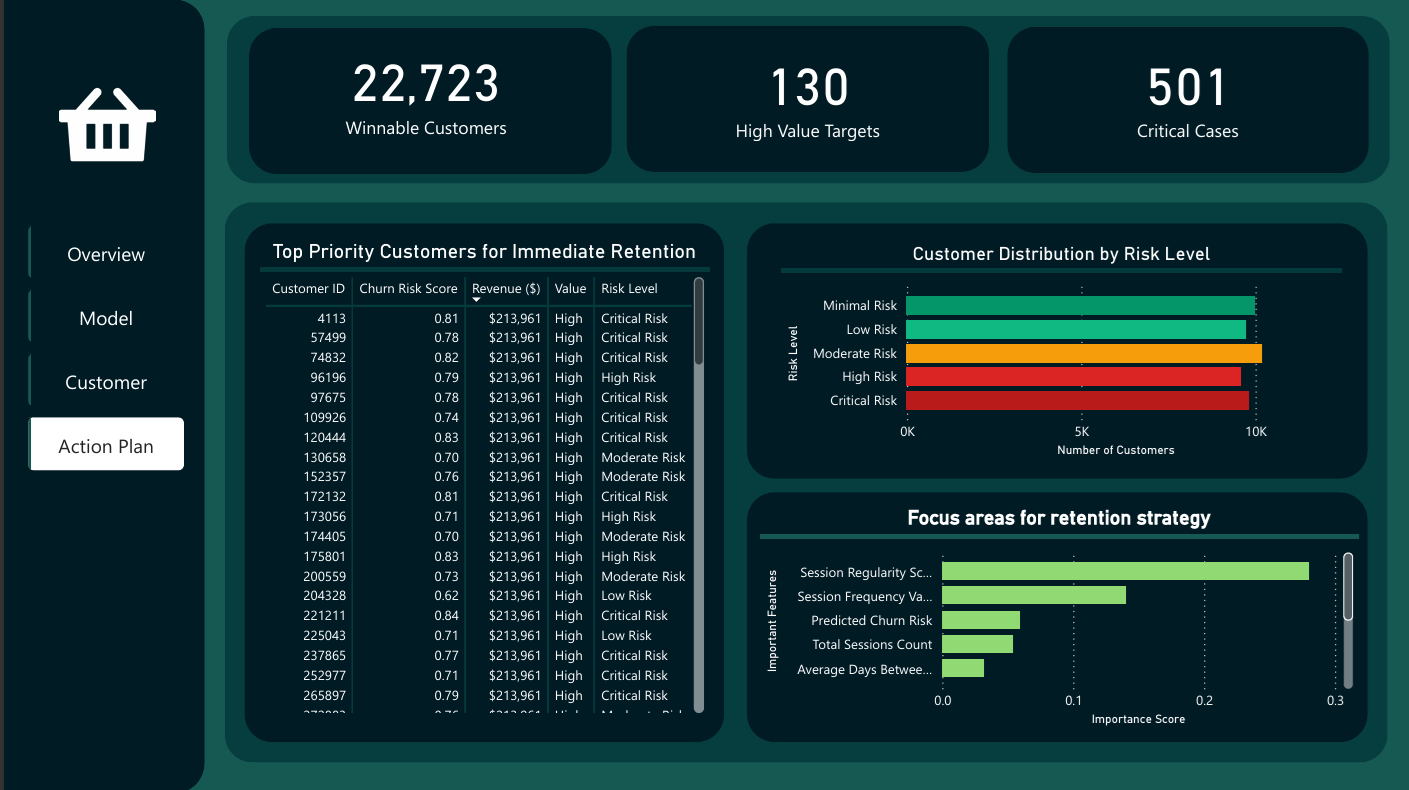 22,723
Winnable Customers
130
High Value Targets
501
Critical Cases
Overview
Model
Customer
Action Plan
Top Priority Customers for Immediate Retention
Customer ID Churn Risk Score Revenue ($) Value Risk Level
4113 0.81 $213,961 High Critical Risk
57499 0.78 $213,961 High Critical Risk
74832 0.82 $213,961 High Critical Risk
96196 0.79 $213,961 High High Risk
97675 0.78 $213,961 High Critical Risk
109926 0.74 $213,961 High Critical Risk
120444 0.83 $213,961 High Critical Risk
130658 0.70 $213,961 High Moderate Risk
152357 0.76 $213,961 High Moderate Risk
172132 0.81 $213,961 High Critical Risk
173056 0.71 $213,961 High High Risk
174405 0.70 $213,961 High Moderate Risk
175801 0.83 $213,961 High High Risk
200559 0.73 $213,961 High Moderate Risk
204328 0.62 $213,961 High Low Risk
221211 0.84 $213,961 High Critical Risk
225043 0.71 $213,961 High Low Risk
237865 0.77 $213,961 High Critical Risk
252977 0.71 $213,961 High Critical Risk
265897 0.79 $213,961 High Critical Risk
Customer Distribution by Risk Level
Risk Level
Minimal Risk
Low Risk
Moderate Risk
High Risk
Critical Risk
0K 5K 10K
Number of Customers
Focus areas for retention strategy
Important Features
Session Regularity Sc...
Session Frequency Va...
Predicted Churn Risk
Total Sessions Count
Average Days Betwee...
0.0 0.1 0.2 0.3
Importance Score